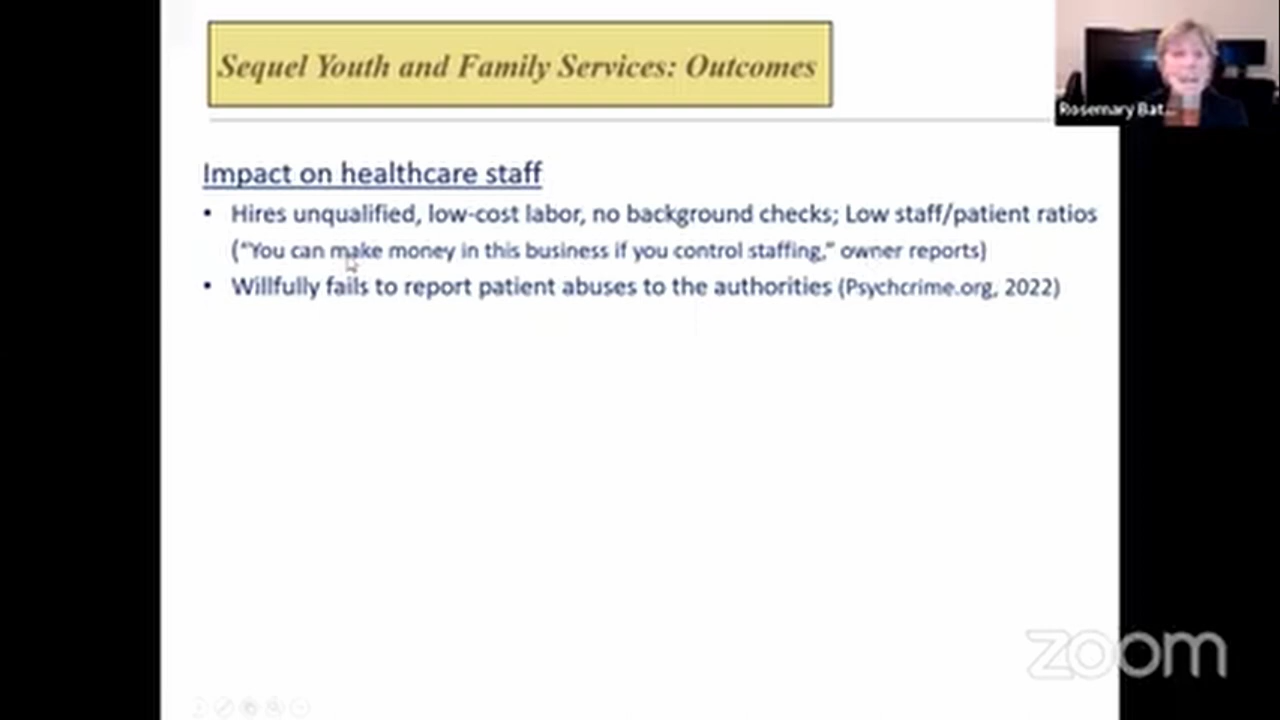 Sequel Youth and Family Services: Outcomes
Rosemary Bat...
Impact on healthcare staff
• Hires unqualified, low-cost labor, no background checks; Low staff/patient ratios
("You can make money in this business if you control staffing," owner reports)
• Willfully fails to report patient abuses to the authorities (Psychcrime.org, 2022)
zoom